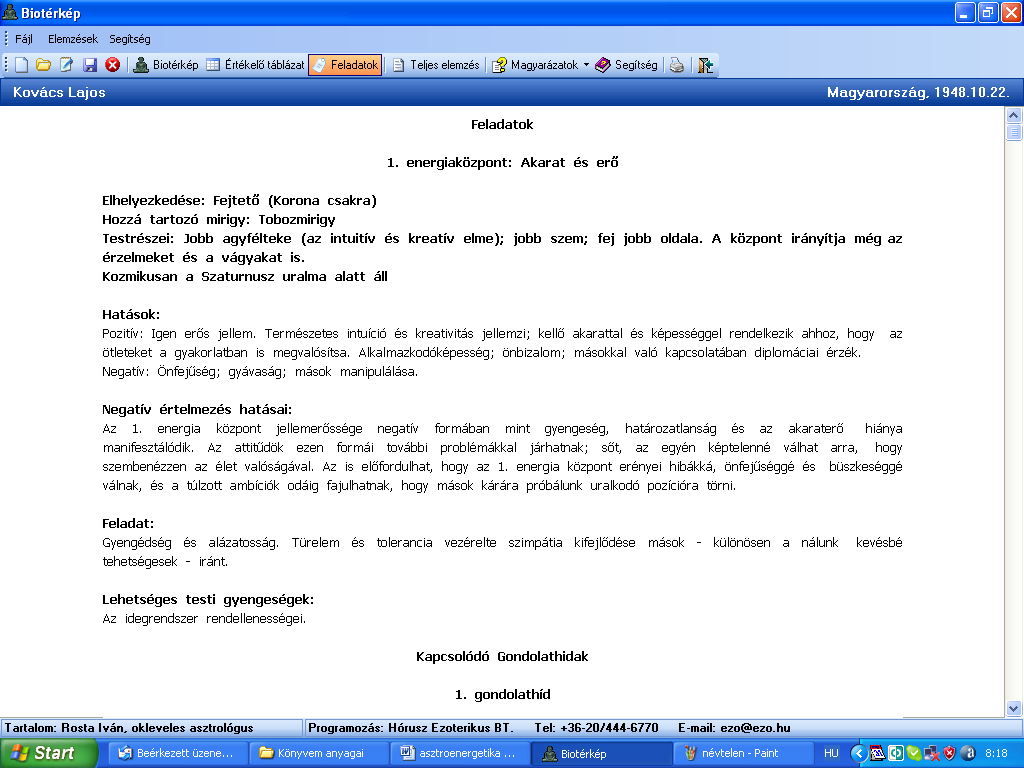 Biotérkép
Fájl Elemzések Segítség
Biotérkép Értékelő táblázat Feladatok Teljes elemzés Magyarázatok Segítség
Kovács Lajos Magyarország, 1948.10.22.
Feladatok
1. energiaközpont: Akarat és erő
Elhelyezkedése: Fejtető (Korona csakra)
Hozzá tartozó mirigy: Tobozmirigy
Testrészei: Jobb agyfélteke (az intuitív és kreatív elme); jobb szem; fej jobb oldala. A központ irányítja még az
érzelmeket és a vágyakat is.
Kozmikusan a Szaturnusz uralma alatt áll
Hatások:
Pozitív: Igen erős jellem. Természetes intuíció és kreativitás jellemzi; kellő akarattal és képességgel rendelkezik ahhoz, hogy az
ötleteket a gyakorlatban is megvalósítsa. Alkalmazkodóképesség; önbizalom; másokkal való kapcsolatában diplomáciai érzék.
Negatív: Önfejűség; gyávaság; mások manipulálása.
Negatív értelmezés hatásai:
Az 1. energia központ jellemerőssége negatív formában mint gyengeség, határozatlanság és az akaraterő hiánya
manifesztálódik. Az attitűdök ezen formái további problémákkal járhatnak; sőt, az egyén képtelenné válhat arra, hogy
szembenézzen az élet valóságával. Az is előfordulhat, hogy az 1. energia központ erényei hibákká, önfejűséggé és büszkeséggé
válnak, és a túlzott ambíciók odáig fajulhatnak, hogy mások kárára próbálunk uralkodó pozícióra törni.
Feladat:
Gyengédség és alázatosság. Türelem és tolerancia vezérelte szimpátia kifejlődése mások - különösen a nálunk kevésbé
tehetségesek - iránt.
Lehetséges testi gyengeségek:
Az idegrendszer rendellenességei.
Kapcsolódó Gondolathidak
1. gondolathíd
Tartalom: Rosta Iván, okleveles asztrológus Programozás: Hórusz Ezoterikus BT. Tel: +36-20/444-6770 E-mail: ezo@ezo.hu
Start Beérkezett üzene... Könyvem anyagai asztroenergetika ... Biotérkép névtelen - Paint HU 8:18